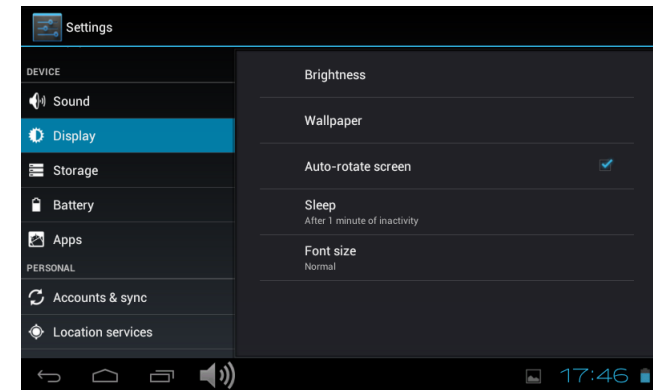 Settings
DEVICE
Sound
Display
Storage
Battery
Apps
PERSONAL
Accounts & sync
Location services
Brightness
Wallpaper
Auto-rotate screen
Sleep
After 1 minute of inactivity
Font size
Normal
17:46